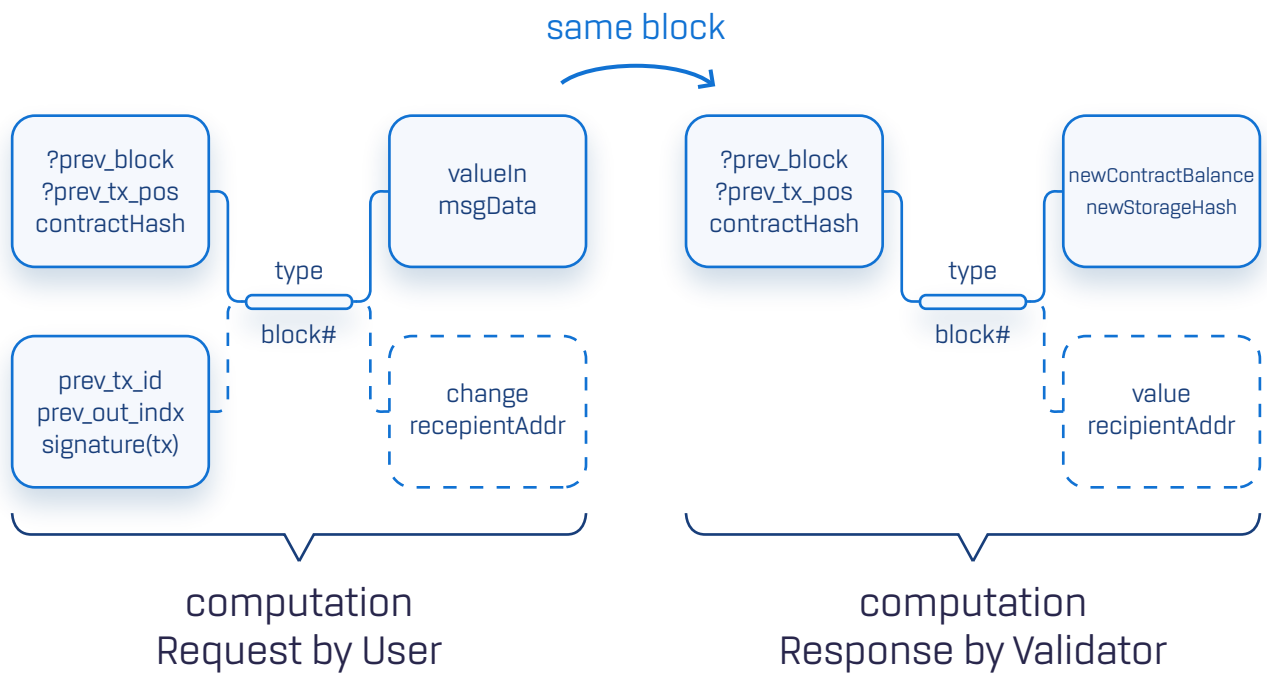 same block
?prev_block
?prev_tx_pos
contractHash
valueIn
msgData
type
block#
prev_tx_id
prev_out_indx
signature(tx)
change
recepientAddr
computation
Request by User
?prev_block
?prev_tx_pos
contractHash
newContractBalance
newStorageHash
type
block#
value
recipientAddr
computation
Response by Validator